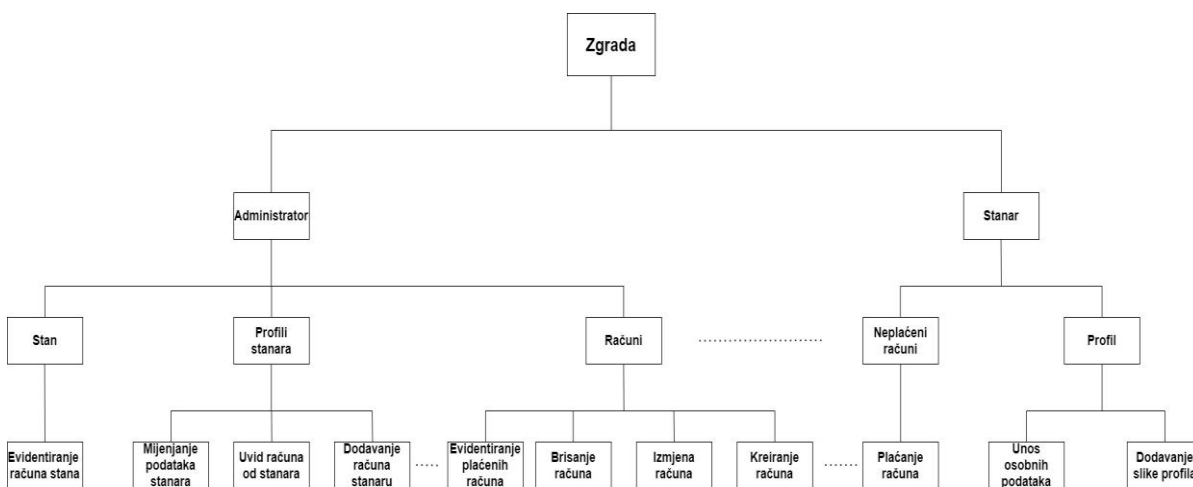 Zgrada
Administrator
Stanar
Stan
Profili
stanara
Računi
Neplaćeni
računi
Profil
Evidentiranje
računa stana
Mijenjanje
podataka
stanara
Uvid računa
od stanara
Dodavanje
računa
stanaru
Evidentiranje
plaćenih
računa
Brisanje
računa
Izmjena
računa
Kreiranje
računa
Plaćanje
računa
Unos
osobnih
podataka
Dodavanje
slike profila